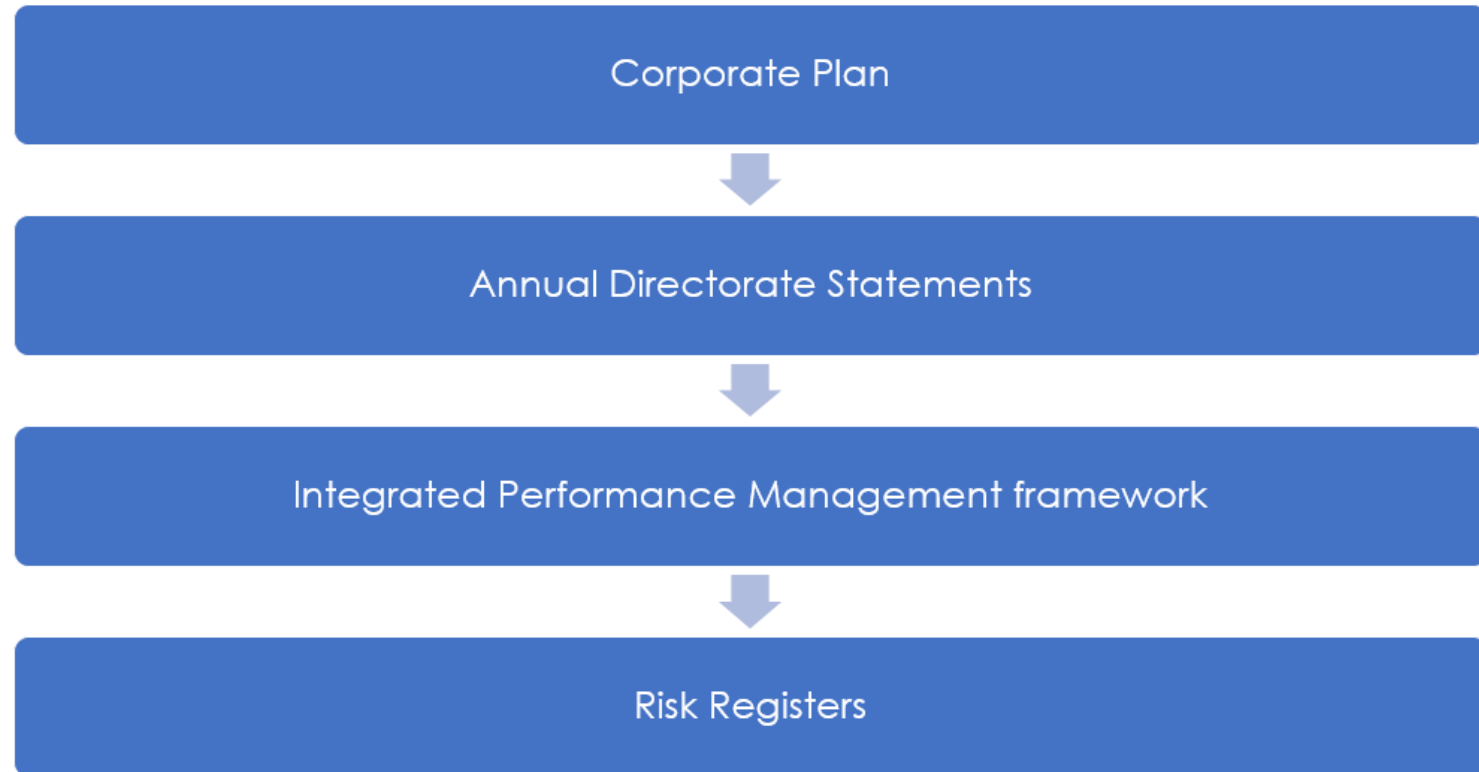 Corporate Plan
Annual Directorate Statements
Integrated Performance Management framework
Risk Registers